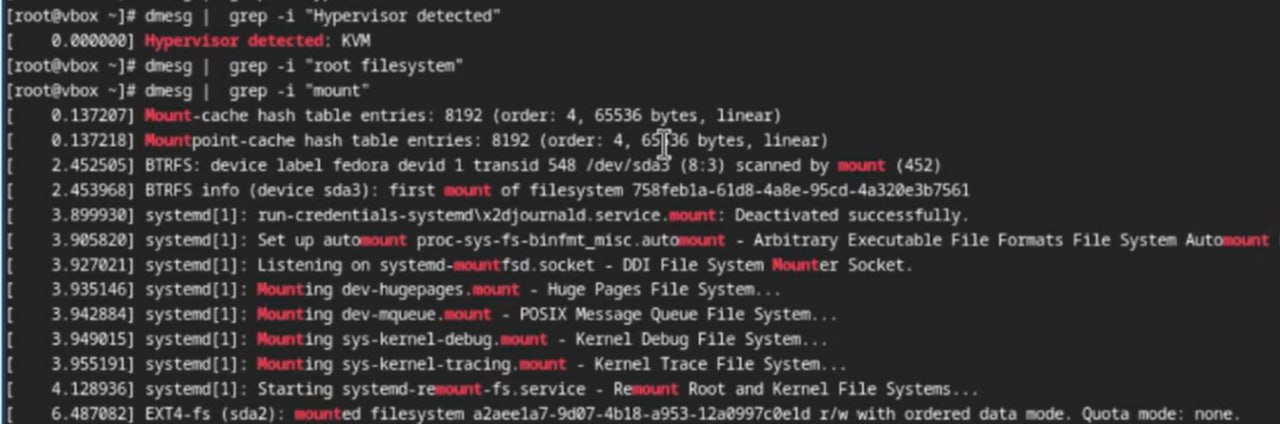 [root@vbox ~]# dmesg |  grep -i "Hypervisor detected"
[    0.000000] Hypervisor detected: KVM
[root@vbox ~]# dmesg |  grep -i "root filesystem"
[root@vbox ~]# dmesg |  grep -i "mount"
[    0.137207] Mount-cache hash table entries: 8192 (order: 4, 65536 bytes, linear)
[    0.137218] Mountpoint-cache hash table entries: 8192 (order: 4, 65536 bytes, linear)
[    2.452505] BTRFS: device label fedora devid 1 transid 548 /dev/sda3 (8:3) scanned by mount (452)
[    2.453968] BTRFS info (device sda3): first mount of filesystem 758feb1a-61d8-4a8e-95cd-4a320e3b7561
[    3.899930] systemd[1]: run-credentials-systemd\x2djournald.service.mount: Deactivated successfully.
[    3.905820] systemd[1]: Set up automount proc-sys-fs-binfmt_misc.automount - Arbitrary Executable File Formats File System Automount
[    3.927021] systemd[1]: Listening on systemd-mountfsd.socket - DDI File System Mounter Socket.
[    3.935146] systemd[1]: Mounting dev-hugepages.mount - Huge Pages File System...
[    3.942884] systemd[1]: Mounting dev-mqueue.mount - POSIX Message Queue File System...
[    3.949015] systemd[1]: Mounting sys-kernel-debug.mount - Kernel Debug File System...
[    3.955191] systemd[1]: Mounting sys-kernel-tracing.mount - Kernel Trace File System...
[    4.128936] systemd[1]: Starting systemd-remount-fs.service - Remount Root and Kernel File Systems...
[    6.487082] EXT4-fs (sda2): mounted filesystem a2aee1a7-9d07-4b18-a953-12a0997c0e1d r/w with ordered data mode. Quota mode: none.